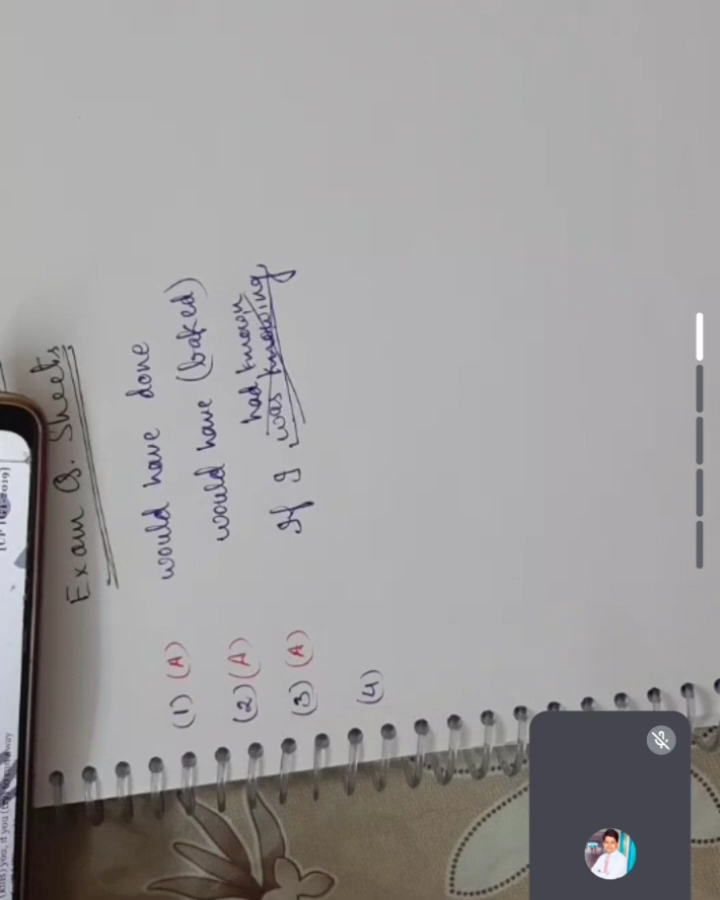 Exam Q. Sheets
(1) (A) would have done
(2) (A) would have (baked)
had known
(3) (A) If I was knowing
(4)